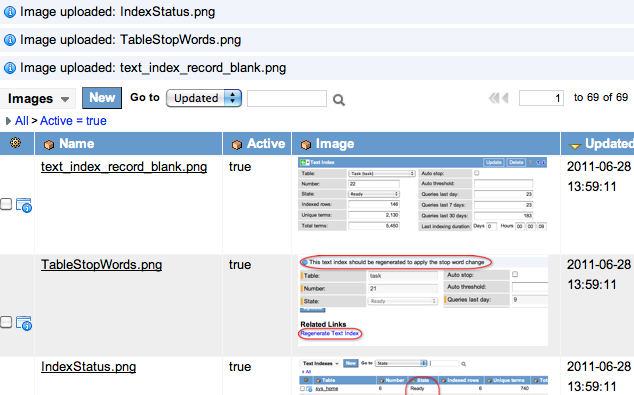 Image uploaded: IndexStatus.png
Image uploaded: TableStopWords.png
Image uploaded: text_index_record_blank.png
Images New Go to Updated 1 to 69 of 69
All > Active = true
Name Active Image Updated
text_index_record_blank.png true 2011-06-28 13:59:11
Text Index Update Delete
Table: Task [task] Auto stop:
Number: 22 Auto threshold:
State: Ready Queries last day: 23
Indexed rows: 146 Queries last 7 days: 23
Unique terms: 2,130 Queries last 30 days: 183
Total terms: 5,450 Last indexing duration Days 0 Hours 00 00 09
TableStopWords.png true 2011-06-28 13:59:11
This text index should be regenerated to apply the stop word change
Table: task Auto stop:
Number: 21 Auto threshold:
State: Ready Queries last day: 9
Related Links
Regenerate Text Index
IndexStatus.png true 2011-06-28 13:59:11
Text Indexes New Go to State
All
Table Number State Indexed rows Unique terms Tot
sys_home 6 Ready 6 740